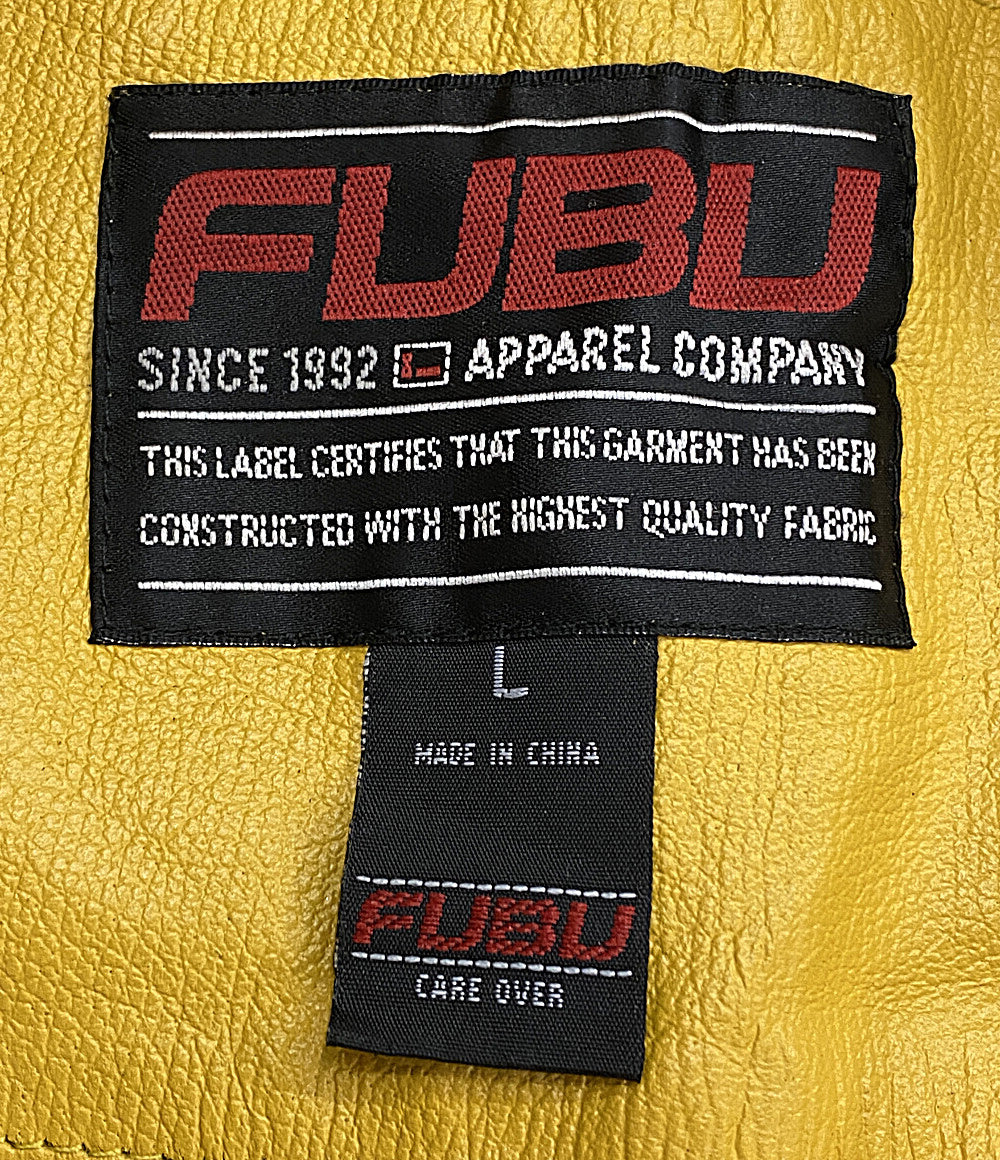 FUBU
SINCE 1992 APPAREL COMPANY
THIS LABEL CERTIFIES THAT THIS GARMENT HAS BEEN
CONSTRUCTED WITH THE HIGHEST QUALITY FABRIC
L
MADE IN CHINA
FUBU
CARE OVER